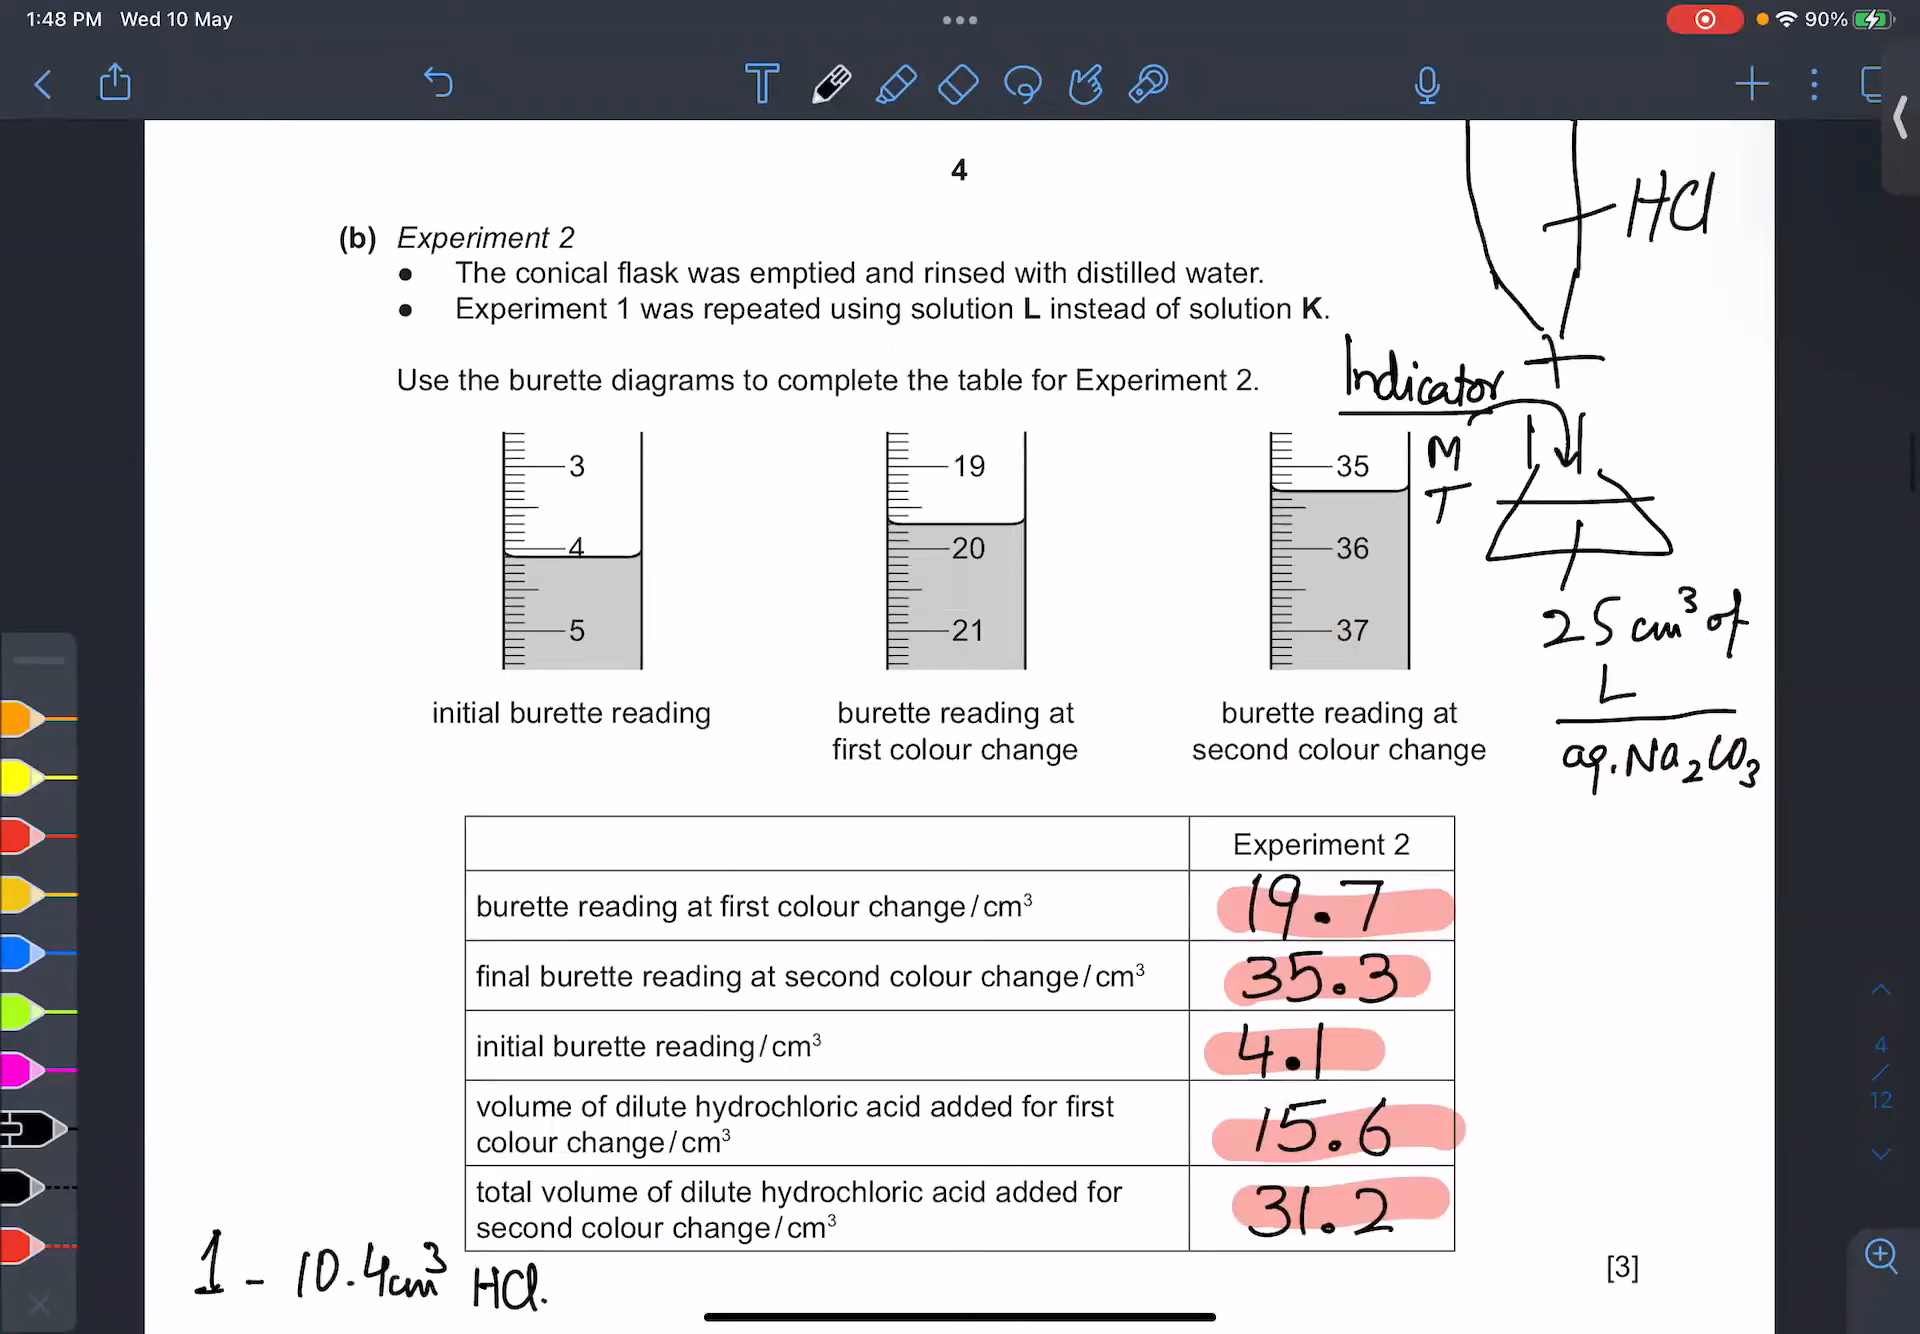 1:48 PM Wed 10 May
90%
4
HCl
(b) Experiment 2
• The conical flask was emptied and rinsed with distilled water.
• Experiment 1 was repeated using solution L instead of solution K.
Use the burette diagrams to complete the table for Experiment 2.
Indicator
M
T
3
4
5
19
20
21
35
36
37
25 cm³ of
L
aq. Na₂CO₃
initial burette reading
burette reading at
first colour change
burette reading at
second colour change
Experiment 2
burette reading at first colour change/cm³ 19.7
final burette reading at second colour change/cm³ 35.3
initial burette reading/cm³ 4.1
volume of dilute hydrochloric acid added for first
colour change/cm³ 15.6
total volume of dilute hydrochloric acid added for
second colour change/cm³ 31.2
[3]
1 - 10.4cm³ HCl.
4
/
12